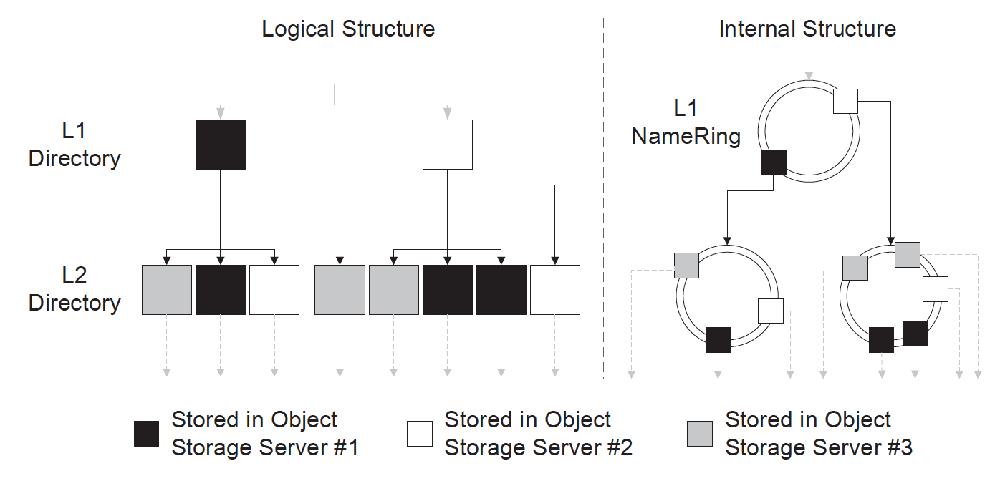 Logical Structure
Internal Structure
L1
Directory
L1
NameRing
L2
Directory
Stored in Object
Storage Server #1
Stored in Object
Storage Server #2
Stored in Object
Storage Server #3